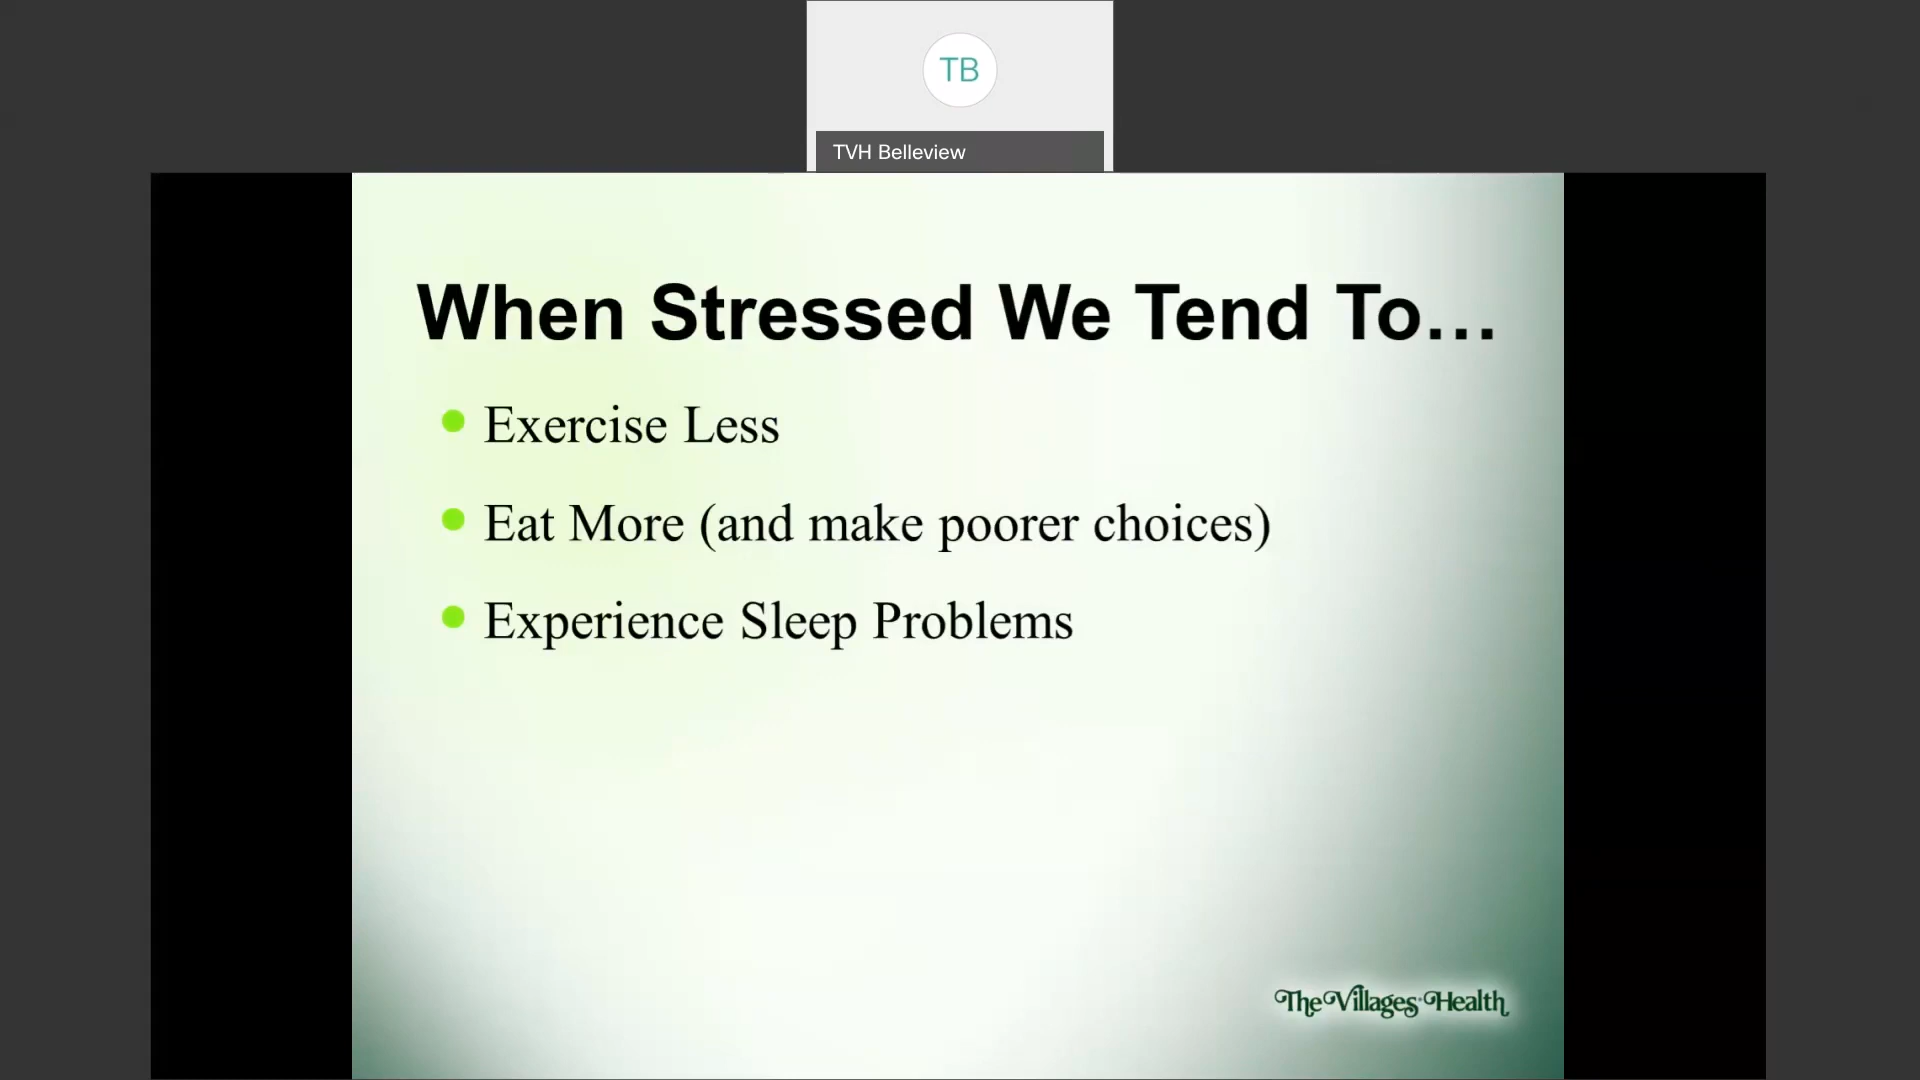 TB
TVH Belleview
When Stressed We Tend To...
Exercise Less
Eat More (and make poorer choices)
Experience Sleep Problems
The Villages Health